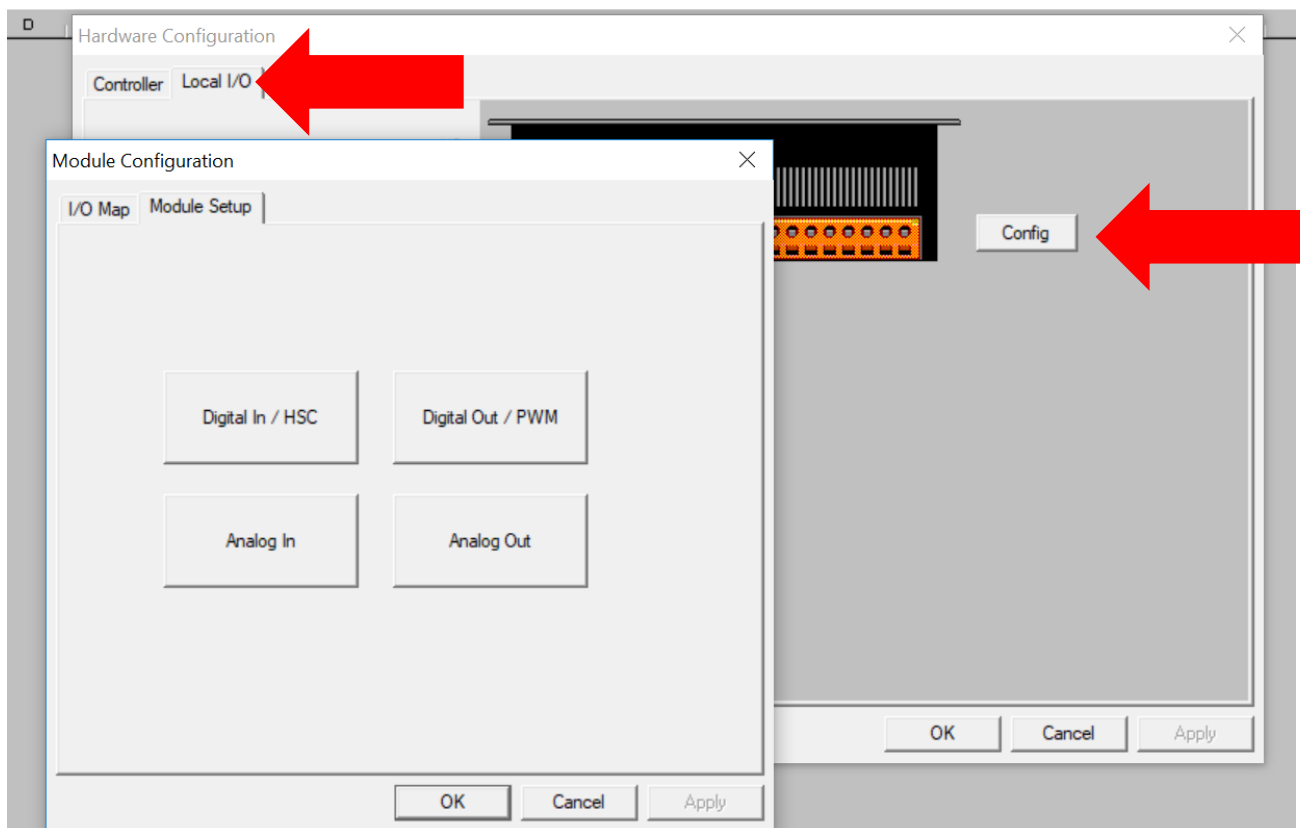 D
Hardware Configuration
Controller Local I/O
Module Configuration
I/O Map Module Setup
Config
Digital In / HSC Digital Out / PWM
Analog In Analog Out
OK Cancel Apply
OK Cancel Apply